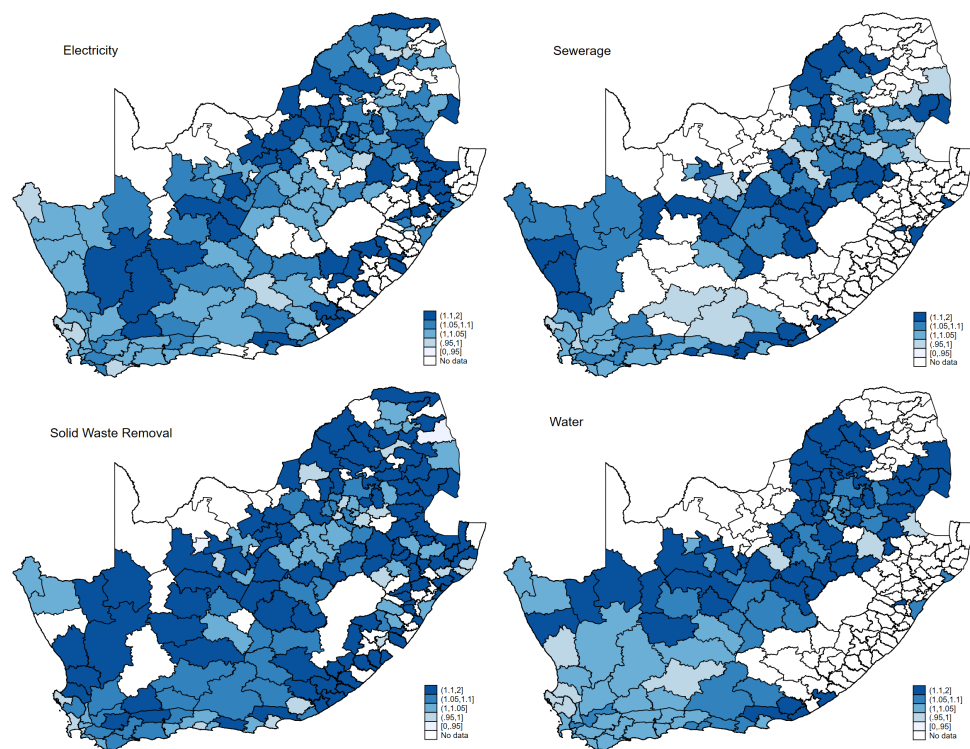 Electricity
(1.1,2]
(1.05,1.1]
(1,1.05]
(.95,1]
[0,.95]
No data
Sewerage
(1.1,2]
(1.05,1.1]
(1,1.05]
(.95,1]
[0,.95]
No data
Solid Waste Removal
(1.1,2]
(1.05,1.1]
(1,1.05]
(.95,1]
[0,.95]
No data
Water
(1.1,2]
(1.05,1.1]
(1,1.05]
(.95,1]
[0,.95]
No data